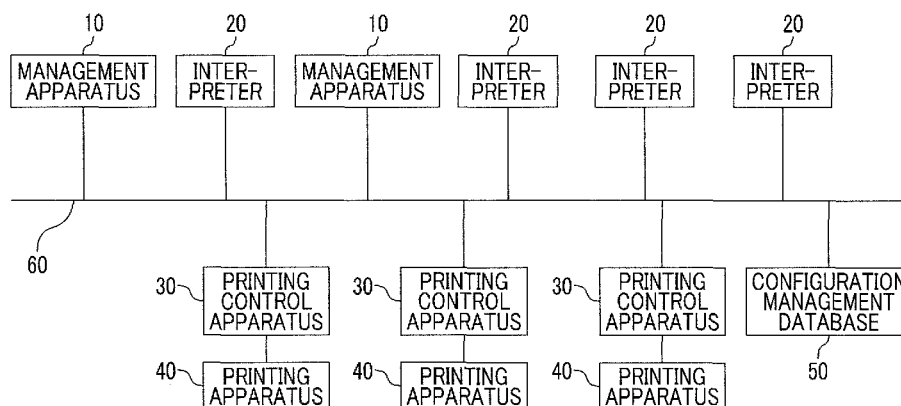 10
20
10
20
20
20
MANAGEMENT
APPARATUS
INTER-
PRETER
MANAGEMENT
APPARATUS
INTER-
PRETER
INTER-
PRETER
INTER-
PRETER
60
30
PRINTING
CONTROL
APPARATUS
30
PRINTING
CONTROL
APPARATUS
30
PRINTING
CONTROL
APPARATUS
CONFIGURATION
MANAGEMENT
DATABASE
40
PRINTING
APPARATUS
40
PRINTING
APPARATUS
40
PRINTING
APPARATUS
50